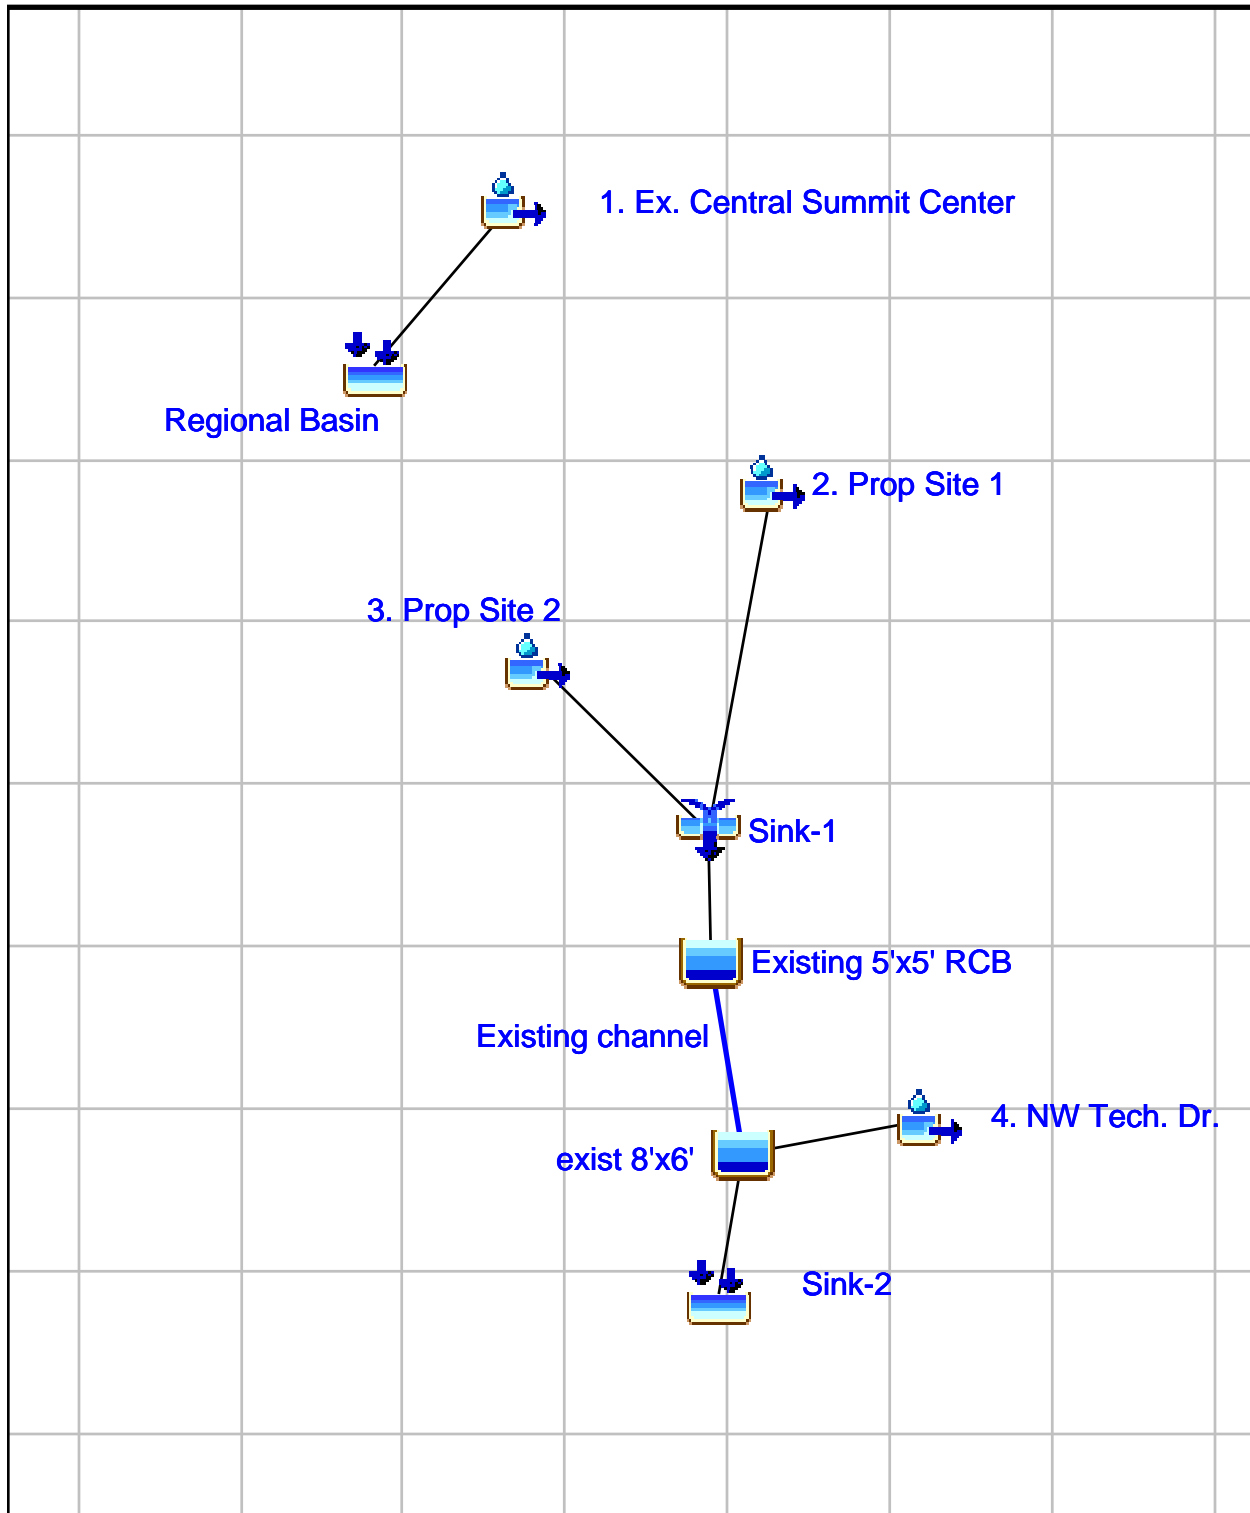 1. Ex. Central Summit Center
Regional Basin
2. Prop Site 1
3. Prop Site 2
Sink-1
Existing 5'x5' RCB
Existing channel
4. NW Tech. Dr.
exist 8'x6'
Sink-2